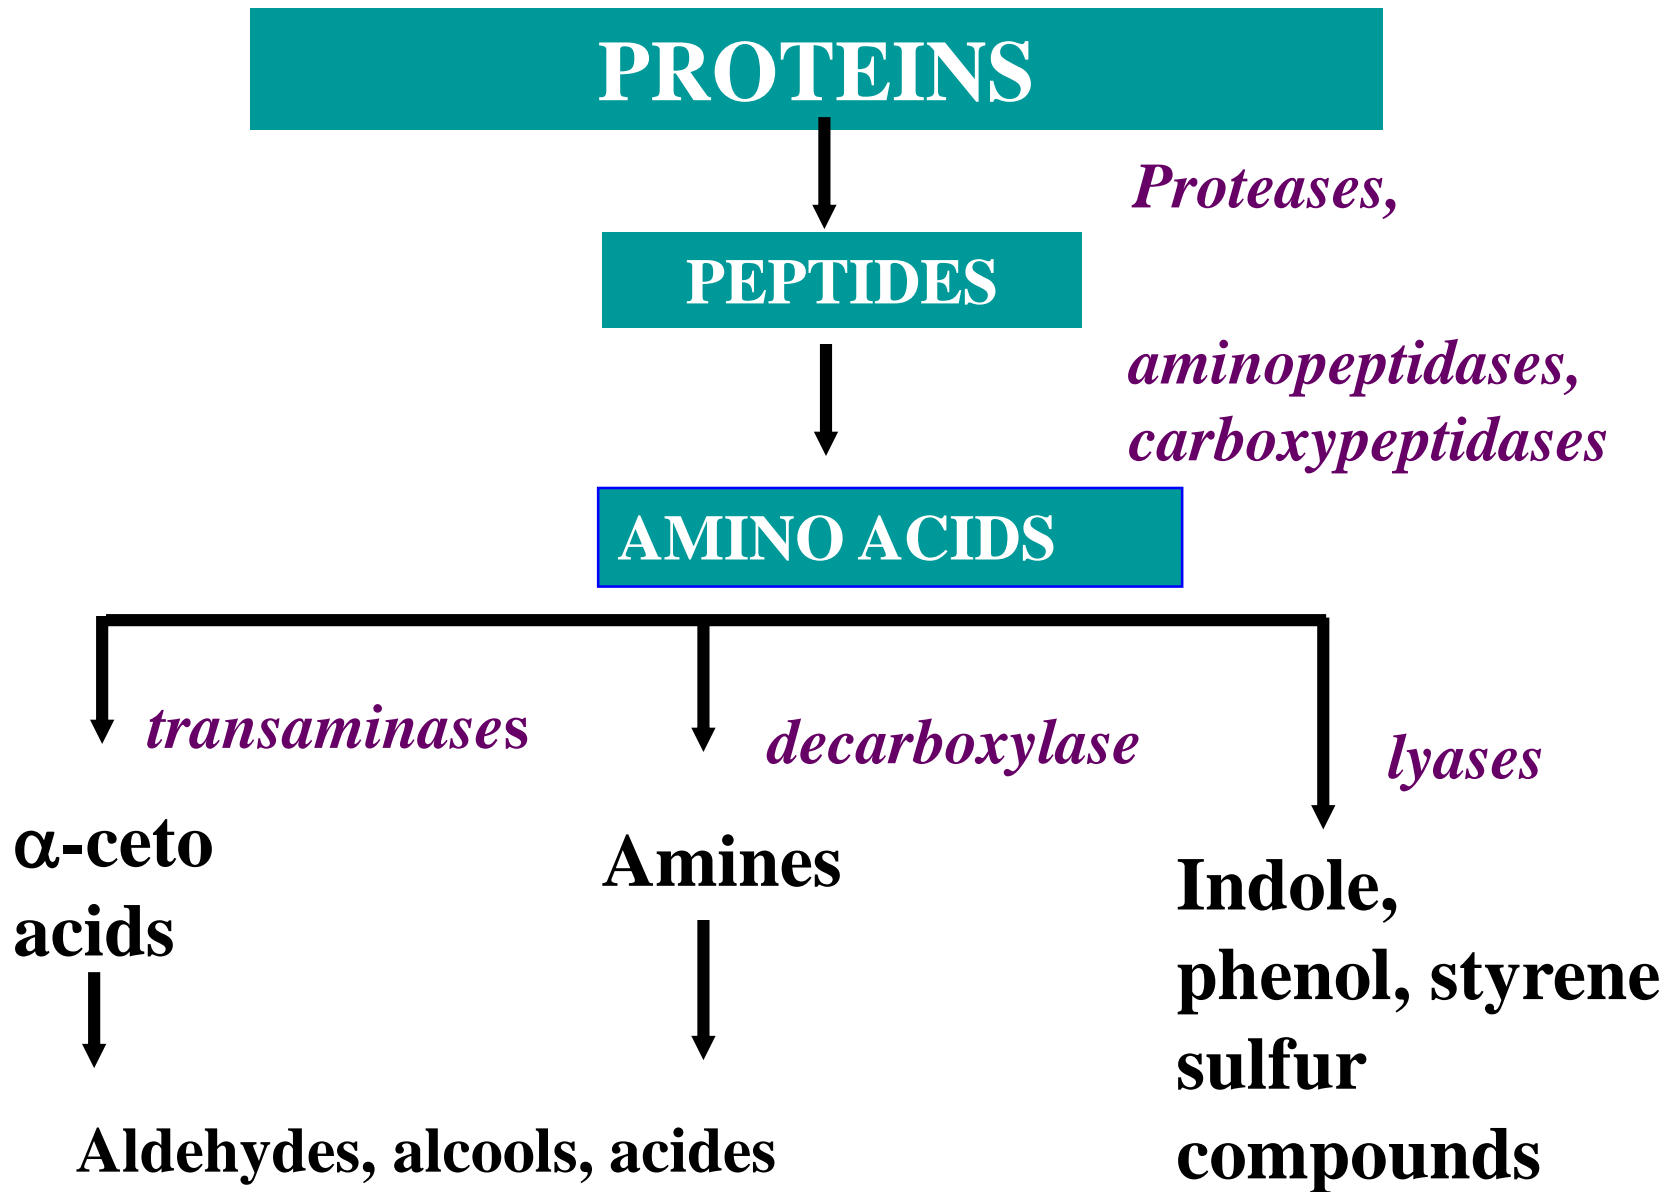 PROTEINS
Proteases,
PEPTIDES
aminopeptidases,
carboxypeptidases
AMINO ACIDS
transaminases
decarboxylase
lyases
α-ceto
acids
Amines
Indole,
phenol, styrene
sulfur
compounds
Aldehydes, alcools, acides